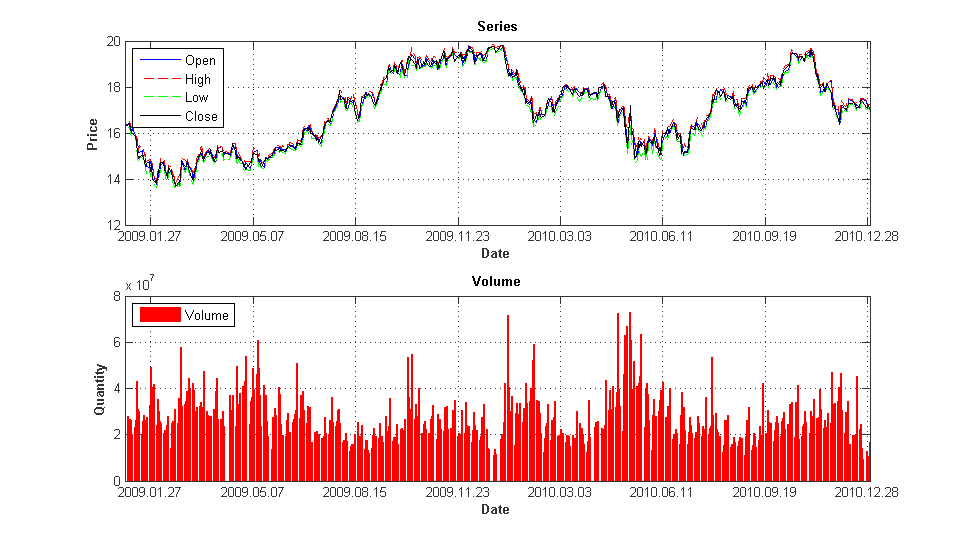 Series
20
18
16
14
12
Price
Open
High
Low
Close
2009.01.27 2009.05.07 2009.08.15 2009.11.23 2010.03.03 2010.06.11 2010.09.19 2010.12.28
Date
Volume
x 10^7
8
6
4
2
0
Quantity
Volume
2009.01.27 2009.05.07 2009.08.15 2009.11.23 2010.03.03 2010.06.11 2010.09.19 2010.12.28
Date